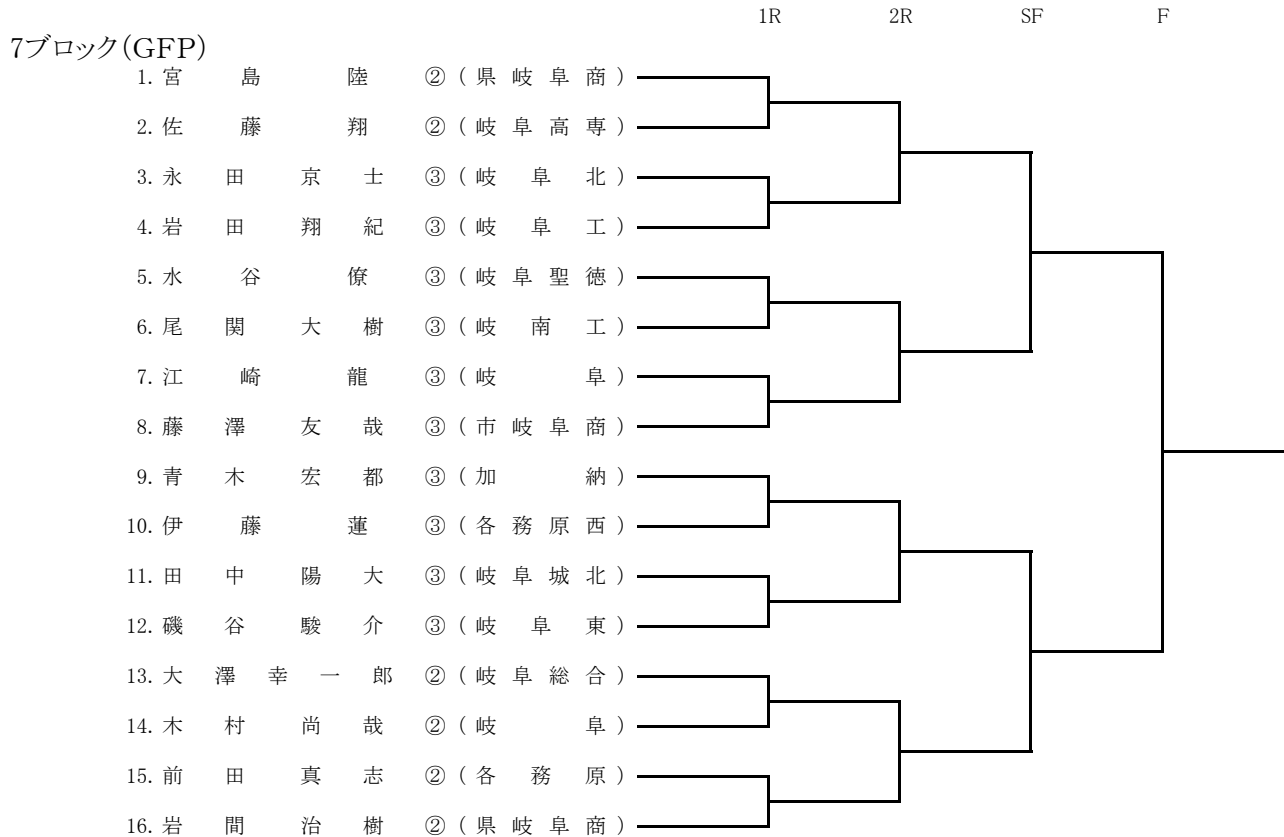 1R 2R SF F
7ブロック(GFP)
1. 宮島陸 ② (県岐阜商)
2. 佐藤翔 ② (岐阜高専)
3. 永田京士 ③ (岐阜北)
4. 岩田翔紀 ③ (岐阜工)
5. 水谷僚 ③ (岐阜聖徳)
6. 尾関大樹 ③ (岐南工)
7. 江崎龍 ③ (岐阜)
8. 藤澤友哉 ③ (市岐阜商)
9. 青木宏都 ③ (加納)
10. 伊藤蓮 ③ (各務原西)
11. 田中陽大 ③ (岐阜城北)
12. 磯谷駿介 ③ (岐阜東)
13. 大澤幸一郎 ② (岐阜総合)
14. 木村尚哉 ② (岐阜)
15. 前田真志 ② (各務原)
16. 岩間治樹 ② (県岐阜商)